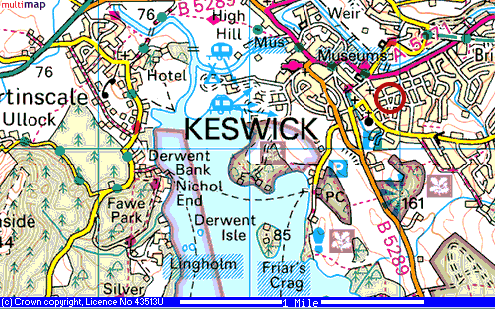 multimap
76
B 5289
High
Hill
Weir
A 5271
Mus
Museums
Bri
76
Hotel
rtinscale
Ullock
KESWICK
Derwent
Bank
Nichol
End
Fawe
Park
P
PC
161
Derwent
Isle
85
B 5289
side
44
Lingholm
Friar's
Crag
Silver
(c) Crown copyright, Licence No 43513U
1 Mile